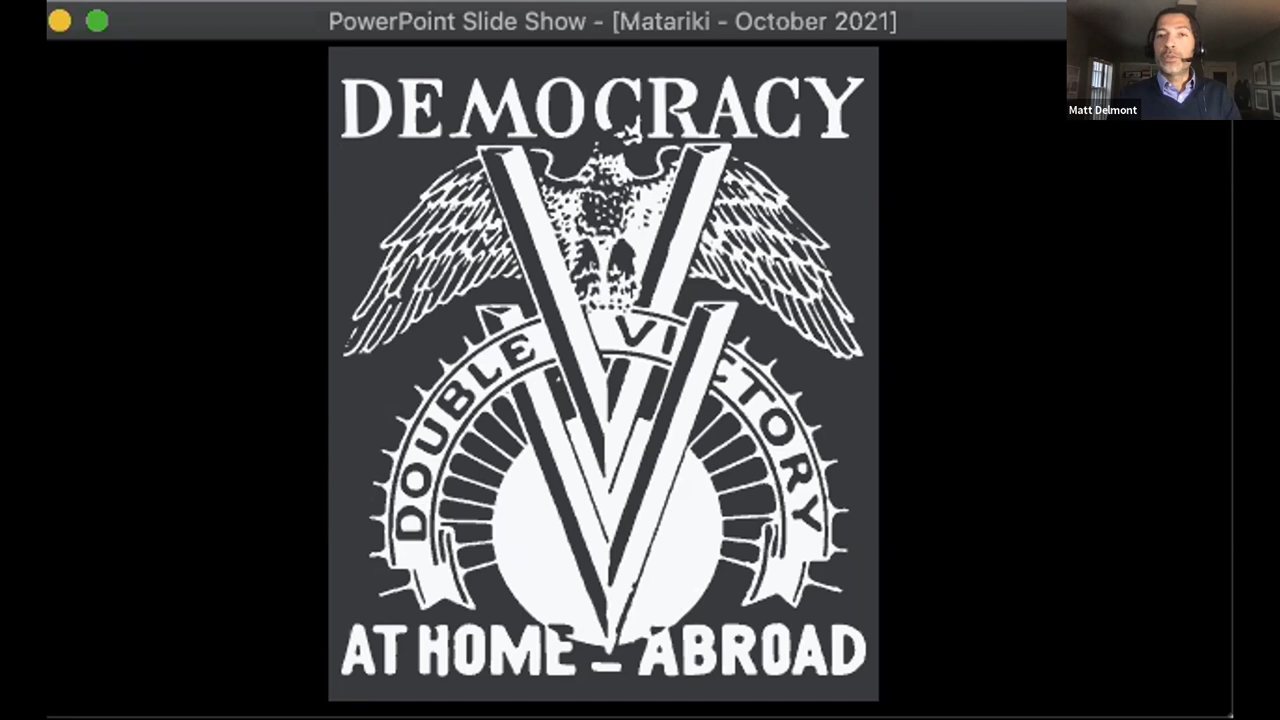 PowerPoint Slide Show - [Matariki - October 2021]
Matt Delmont
DEMOCRACY
DOUBLE VICTORY
AT HOME - ABROAD